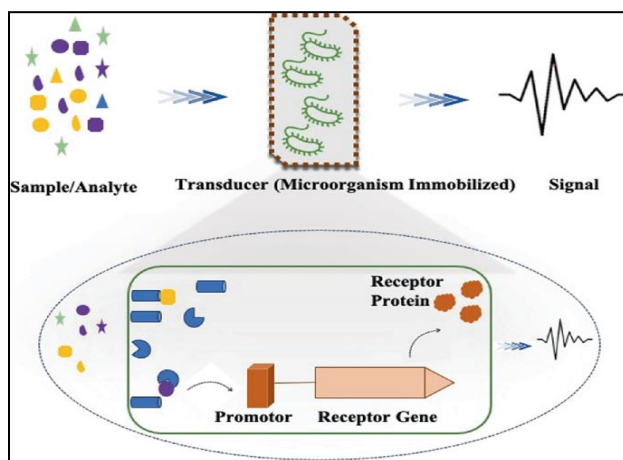 Sample/Analyte
Transducer (Microorganism Immobilized)
Signal
Receptor
Protein
Promotor
Receptor Gene